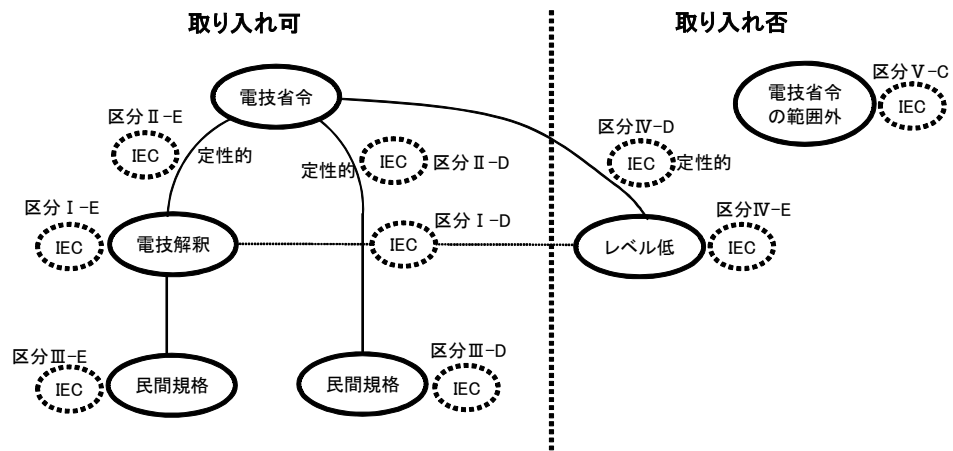 取り入れ可
取り入れ否
電技省令
区分Ⅴ-C
電技省令
の範囲外
IEC
区分Ⅱ-E
IEC
定性的
定性的
IEC
区分Ⅱ-D
区分Ⅳ-D
IEC
定性的
区分Ⅰ-E
IEC
電技解釈
区分Ⅰ-D
IEC
レベル低
区分Ⅳ-E
IEC
区分Ⅲ-E
IEC
民間規格
民間規格
区分Ⅲ-D
IEC